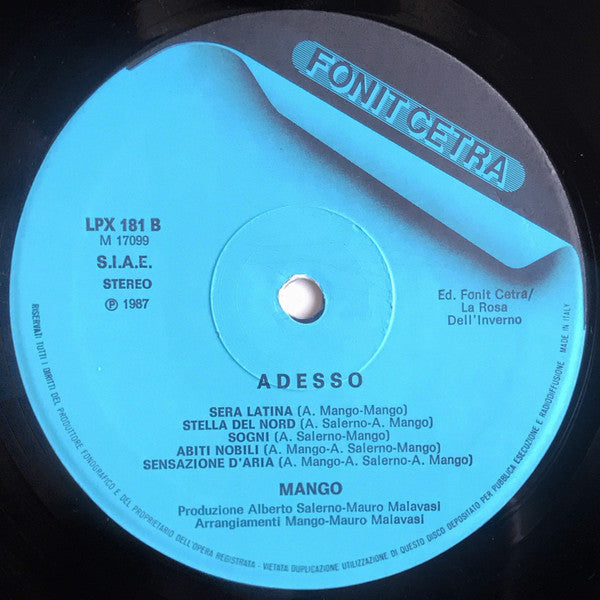 FONIT CETRA
LPX 181 B
M 17099
S.I.A.E.
STEREO
℗ 1987
Ed. Fonit Cetra/
La Rosa
Dell'Inverno
ADESSO
SERA LATINA (A. Mango-Mango)
STELLA DEL NORD (A. Salerno-A. Mango)
SOGNI (A. Salerno-Mango)
ABITI NOBILI (A. Mango-A. Salerno-Mango)
SENSAZIONE D'ARIA (A. Mango-A. Salerno-A. Mango)
MANGO
Produzione Alberto Salerno-Mauro Malavasi
Arrangiamenti Mango-Mauro Malavasi
RISERVATI TUTTI I DIRITTI DEL PRODUTTORE FONOGRAFICO E DEL PROPRIETARIO DELL'OPERA REGISTRATA - VIETATA DUPLICAZIONE UTILIZZAZIONE DI QUESTO DISCO DEPOSITATO PER PUBBLICA ESECUZIONE E RADIODIFFUSIONE MADE IN ITALY